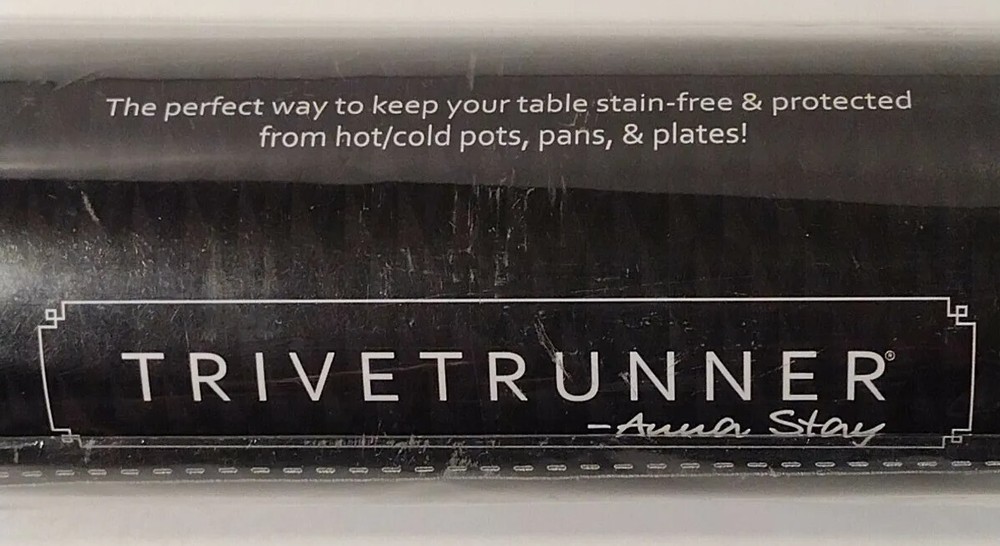 The perfect way to keep your table stain-free & protected
from hot/cold pots, pans, & plates!
TRIVETRUNNER®
-Anna Stay